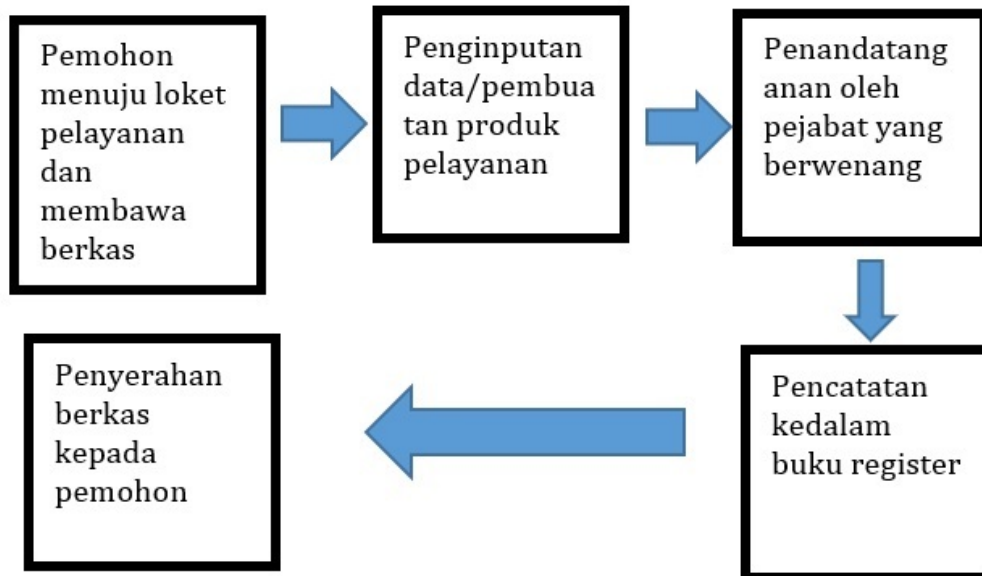 Pemohon
menuju loket
pelayanan
dan
membawa
berkas
Penginputan
data/pembua
tan produk
pelayanan
Penandatang
anan oleh
pejabat yang
berwenang
Pencatatan
kedalam
buku register
Penyerahan
berkas
kepada
pemohon